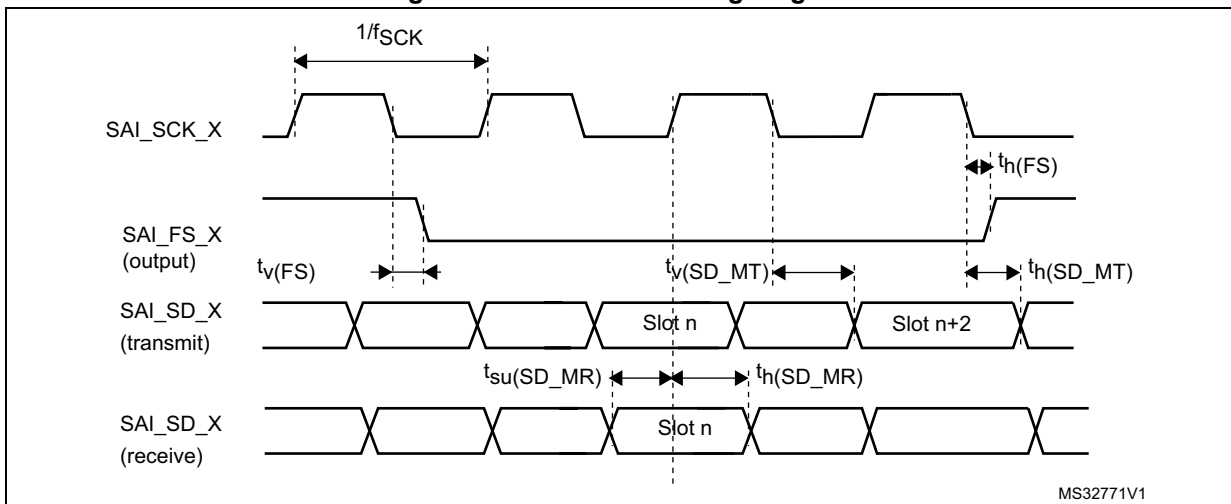 1/fSCK
SAI_SCK_X
th(FS)
SAI_FS_X
(output)
tv(FS)
tv(SD_MT)
th(SD_MT)
SAI_SD_X
(transmit)
Slot n
Slot n+2
tsu(SD_MR)
th(SD_MR)
SAI_SD_X
(receive)
Slot n
MS32771V1